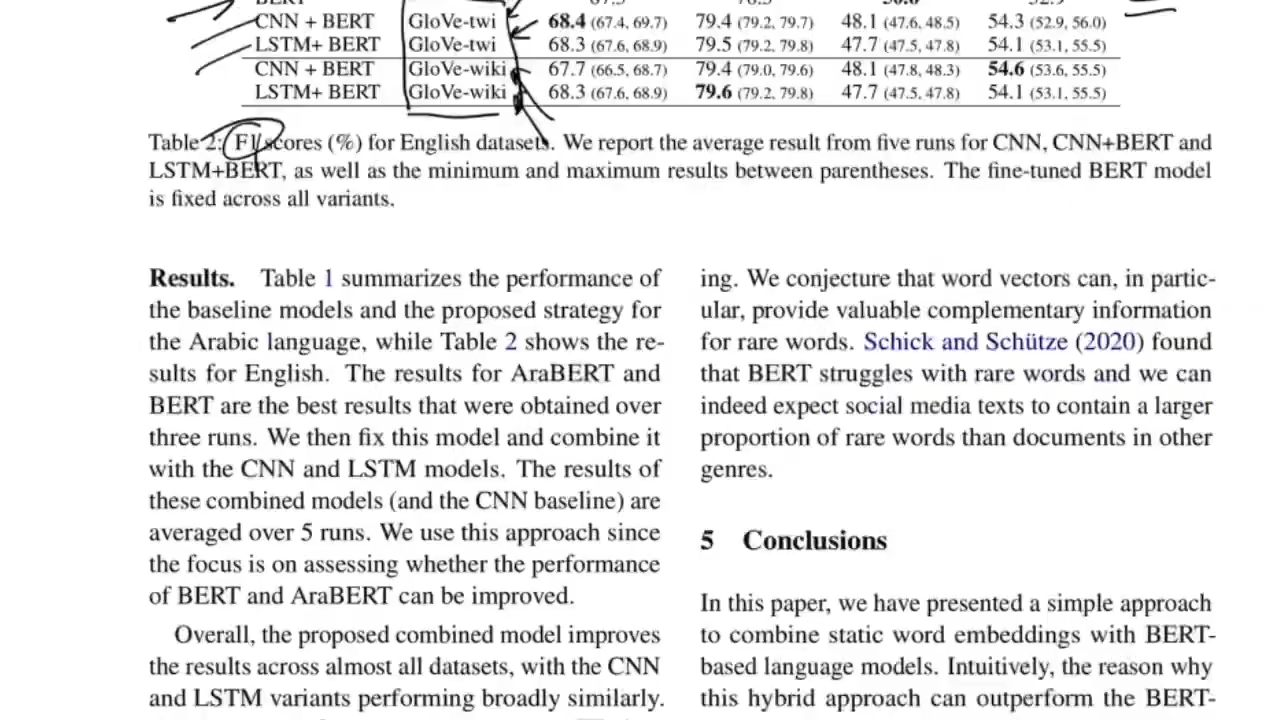 BERT
CNN + BERT GloVe-twi 68.4 (67.4, 69.7) 79.4 (79.2, 79.7) 48.1 (47.6, 48.5) 54.3 (52.9, 56.0)
LSTM+ BERT GloVe-twi 68.3 (67.6, 68.9) 79.5 (79.2, 79.8) 47.7 (47.5, 47.8) 54.1 (53.1, 55.5)
CNN + BERT GloVe-wiki 67.7 (66.5, 68.7) 79.4 (79.0, 79.6) 48.1 (47.8, 48.3) 54.6 (53.6, 55.5)
LSTM+ BERT GloVe-wiki 68.3 (67.6, 68.9) 79.6 (79.2, 79.8) 47.7 (47.5, 47.8) 54.1 (53.1, 55.5)
Table 2: F1 scores (%) for English datasets. We report the average result from five runs for CNN, CNN+BERT and
LSTM+BERT, as well as the minimum and maximum results between parentheses. The fine-tuned BERT model
is fixed across all variants.
Results. Table 1 summarizes the performance of
the baseline models and the proposed strategy for
the Arabic language, while Table 2 shows the re-
sults for English. The results for AraBERT and
BERT are the best results that were obtained over
three runs. We then fix this model and combine it
with the CNN and LSTM models. The results of
these combined models (and the CNN baseline) are
averaged over 5 runs. We use this approach since
the focus is on assessing whether the performance
of BERT and AraBERT can be improved.
Overall, the proposed combined model improves
the results across almost all datasets, with the CNN
and LSTM variants performing broadly similarly.
ing. We conjecture that word vectors can, in partic-
ular, provide valuable complementary information
for rare words. Schick and Schütze (2020) found
that BERT struggles with rare words and we can
indeed expect social media texts to contain a larger
proportion of rare words than documents in other
genres.
5 Conclusions
In this paper, we have presented a simple approach
to combine static word embeddings with BERT-
based language models. Intuitively, the reason why
this hybrid approach can outperform the BERT-